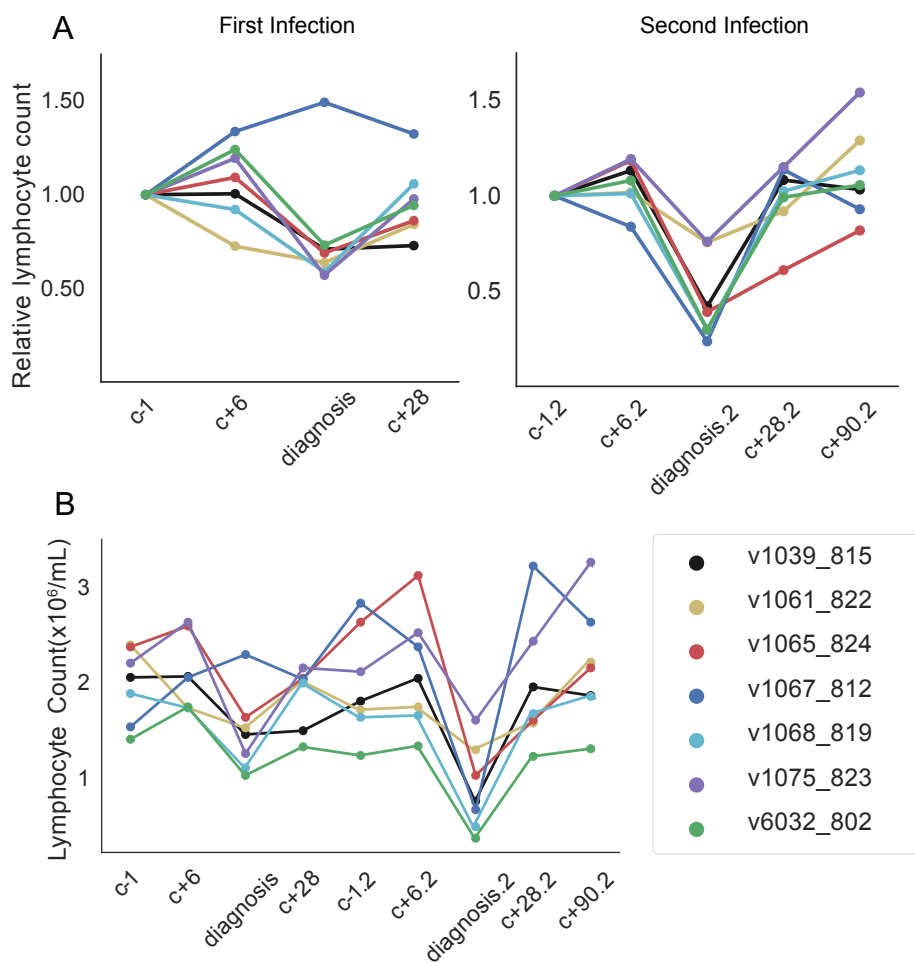 A
First Infection
Second Infection
Relative lymphocyte count
1.50
1.00
0.50
c-1
c+6
diagnosis
c+28
1.5
1.0
0.5
c-1.2
c+6.2
diagnosis.2
c+28.2
c+90.2
B
Lymphocyte Count(x10⁶/mL)
3
2
1
c-1
c+6
diagnosis
c+28
c-1.2
c+6.2
diagnosis.2
c+28.2
c+90.2
v1039_815
v1061_822
v1065_824
v1067_812
v1068_819
v1075_823
v6032_802